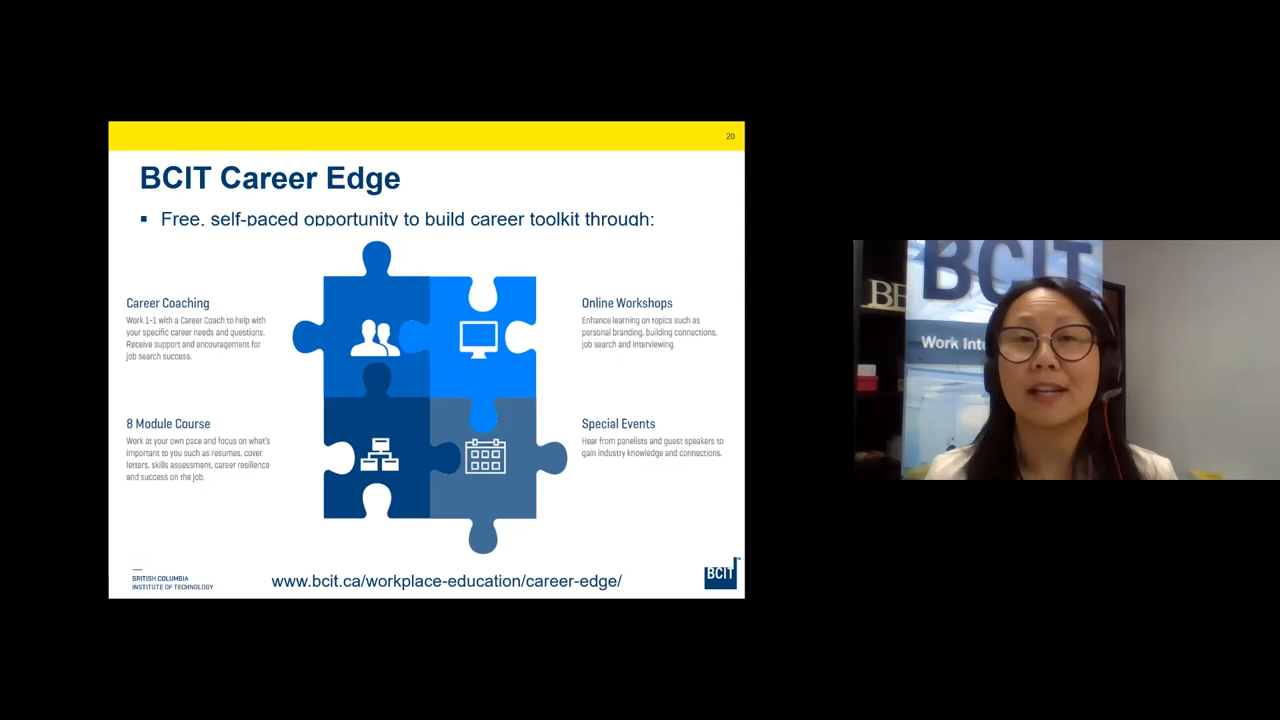 20
BCIT Career Edge
▪ Free, self-paced opportunity to build career toolkit through:
Career Coaching
Work 1-1 with a Career Coach to help with
your specific career needs and questions.
Receive support and encouragement for
job search success.
Online Workshops
Enhance learning on topics such as
personal branding, building connections,
job search and interviewing.
8 Module Course
Work at your own pace and focus on what's
important to you such as resumes, cover
letters, skills assessment, career resilience
and success on the job.
Special Events
Hear from panelists and guest speakers to
gain industry knowledge and connections.
BRITISH COLUMBIA
INSTITUTE OF TECHNOLOGY
www.bcit.ca/workplace-education/career-edge/
BCIT
BCIT
BE
Work Inte